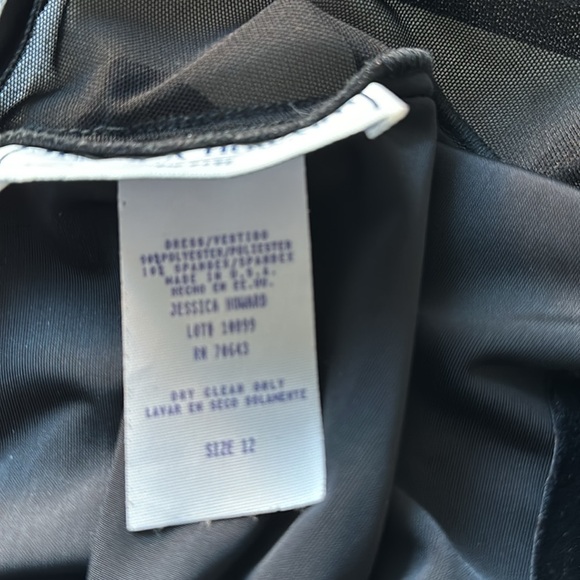 DRESS/VESTIDO
90%POLYESTER/POLIESTER
10% SPANDEX/SPANDEX
MADE IN U.S.A.
HECHO EN EE.UU.
JESSICA HOWARD
LOT# 10099
RN 70643
DRY CLEAN ONLY
LAVAR EN SECO SOLAMENTE
SIZE 12